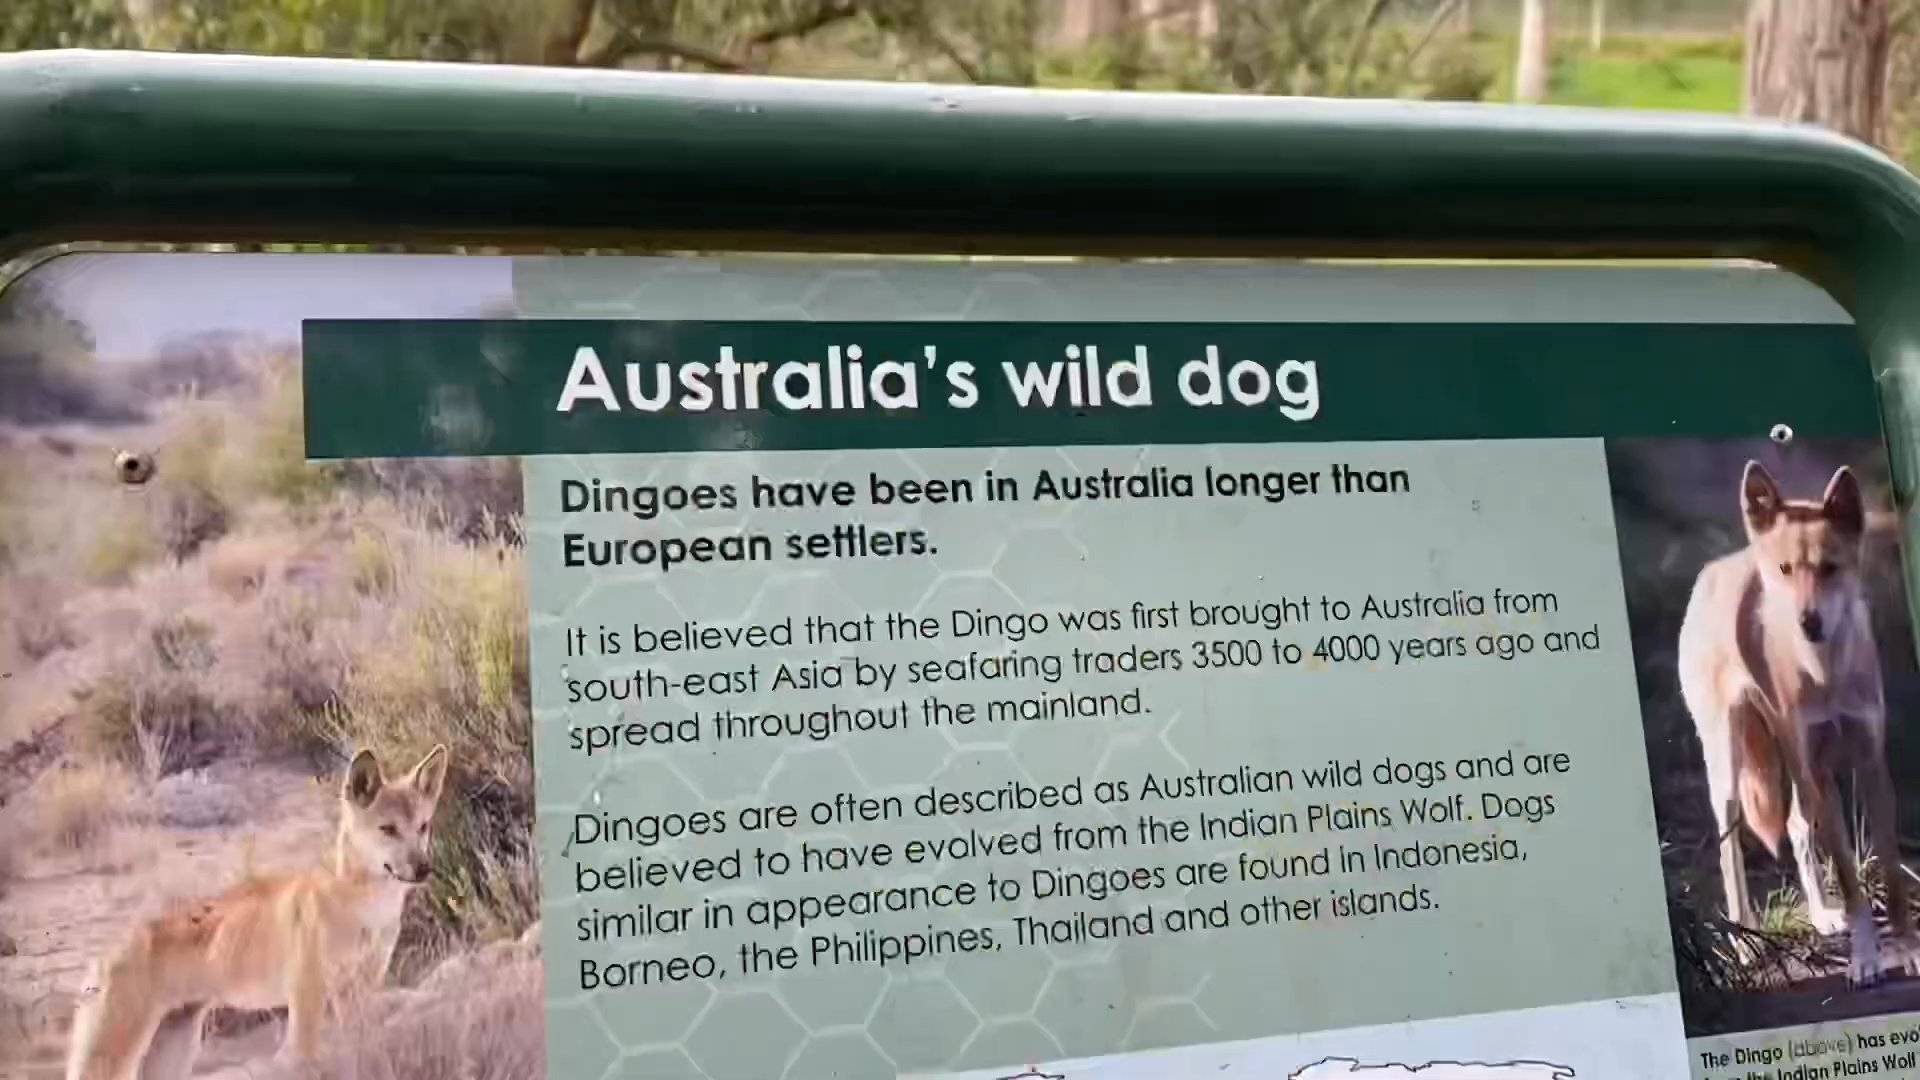 Australia's wild dog
Dingoes have been in Australia longer than
European settlers.
It is believed that the Dingo was first brought to Australia from
south-east Asia by seafaring traders 3500 to 4000 years ago and
spread throughout the mainland.
Dingoes are often described as Australian wild dogs and are
believed to have evolved from the Indian Plains Wolf. Dogs
similar in appearance to Dingoes are found in Indonesia,
Borneo, the Philippines, Thailand and other islands.
The Dingo (above) has evo
the Indian Plains Wolf